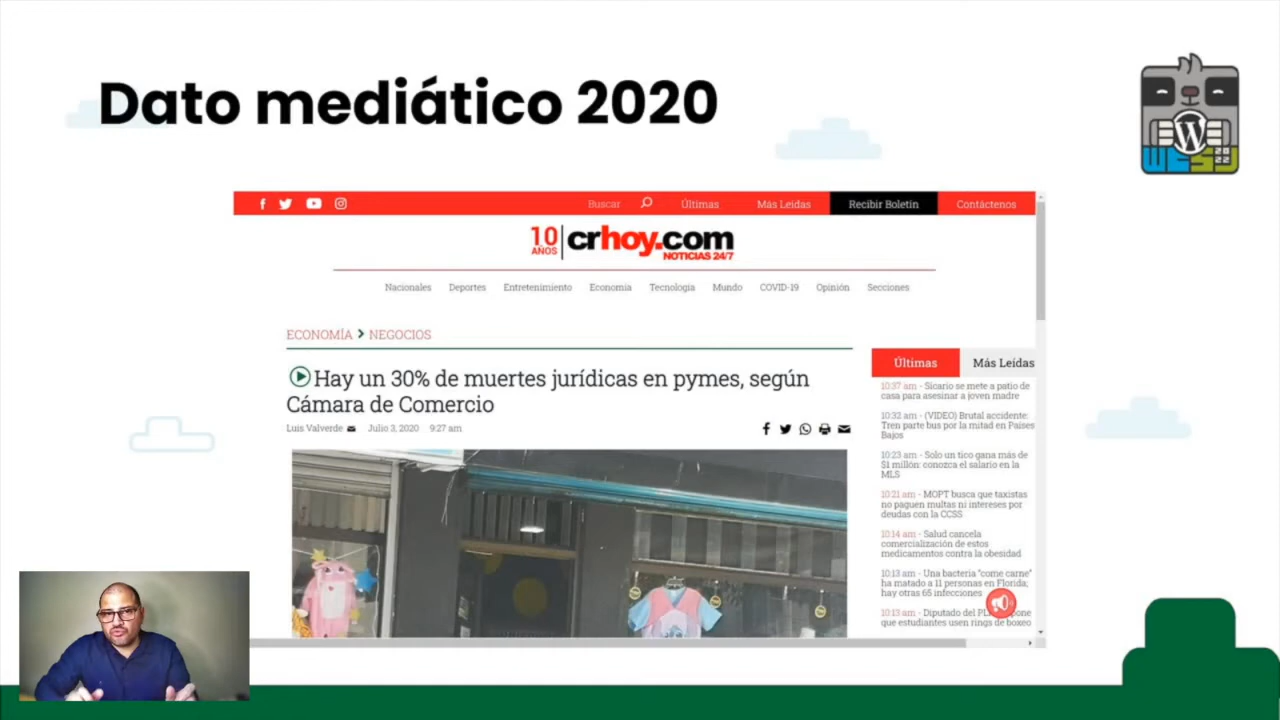 Dato mediático 2020
W
WCSJ
2022
Buscar
Últimas
Más Leídas
Recibir Boletín
Contáctenos
10
AÑOS
crhoy.com
NOTICIAS 24/7
Nacionales
Deportes
Entretenimiento
Economía
Tecnología
Mundo
COVID-19
Opinión
Secciones
ECONOMÍA > NEGOCIOS
Hay un 30% de muertes jurídicas en pymes, según
Cámara de Comercio
Luis Valverde
Julio 3, 2020 9:27 am
Últimas
Más Leídas
10:37 am - Sicario se mete a patio de
casa para asesinar a joven madre
10:32 am - (VIDEO) Brutal accidente:
Tren parte bus por la mitad en Países
Bajos
10:23 am - Solo un tico gana más de
$1 millón: conozca el salario en la
MLS
10:21 am - MOPT busca que taxistas
no paguen multas ni intereses por
deudas con la CCSS
10:14 am - Salud cancela
comercialización de estos
medicamentos contra la obesidad
10:13 am - Una bacteria "come carne"
ha matado a 11 personas en Florida;
hay otras 65 infecciones
10:13 am - Diputado del
que estudiantes usen rings de boxeo